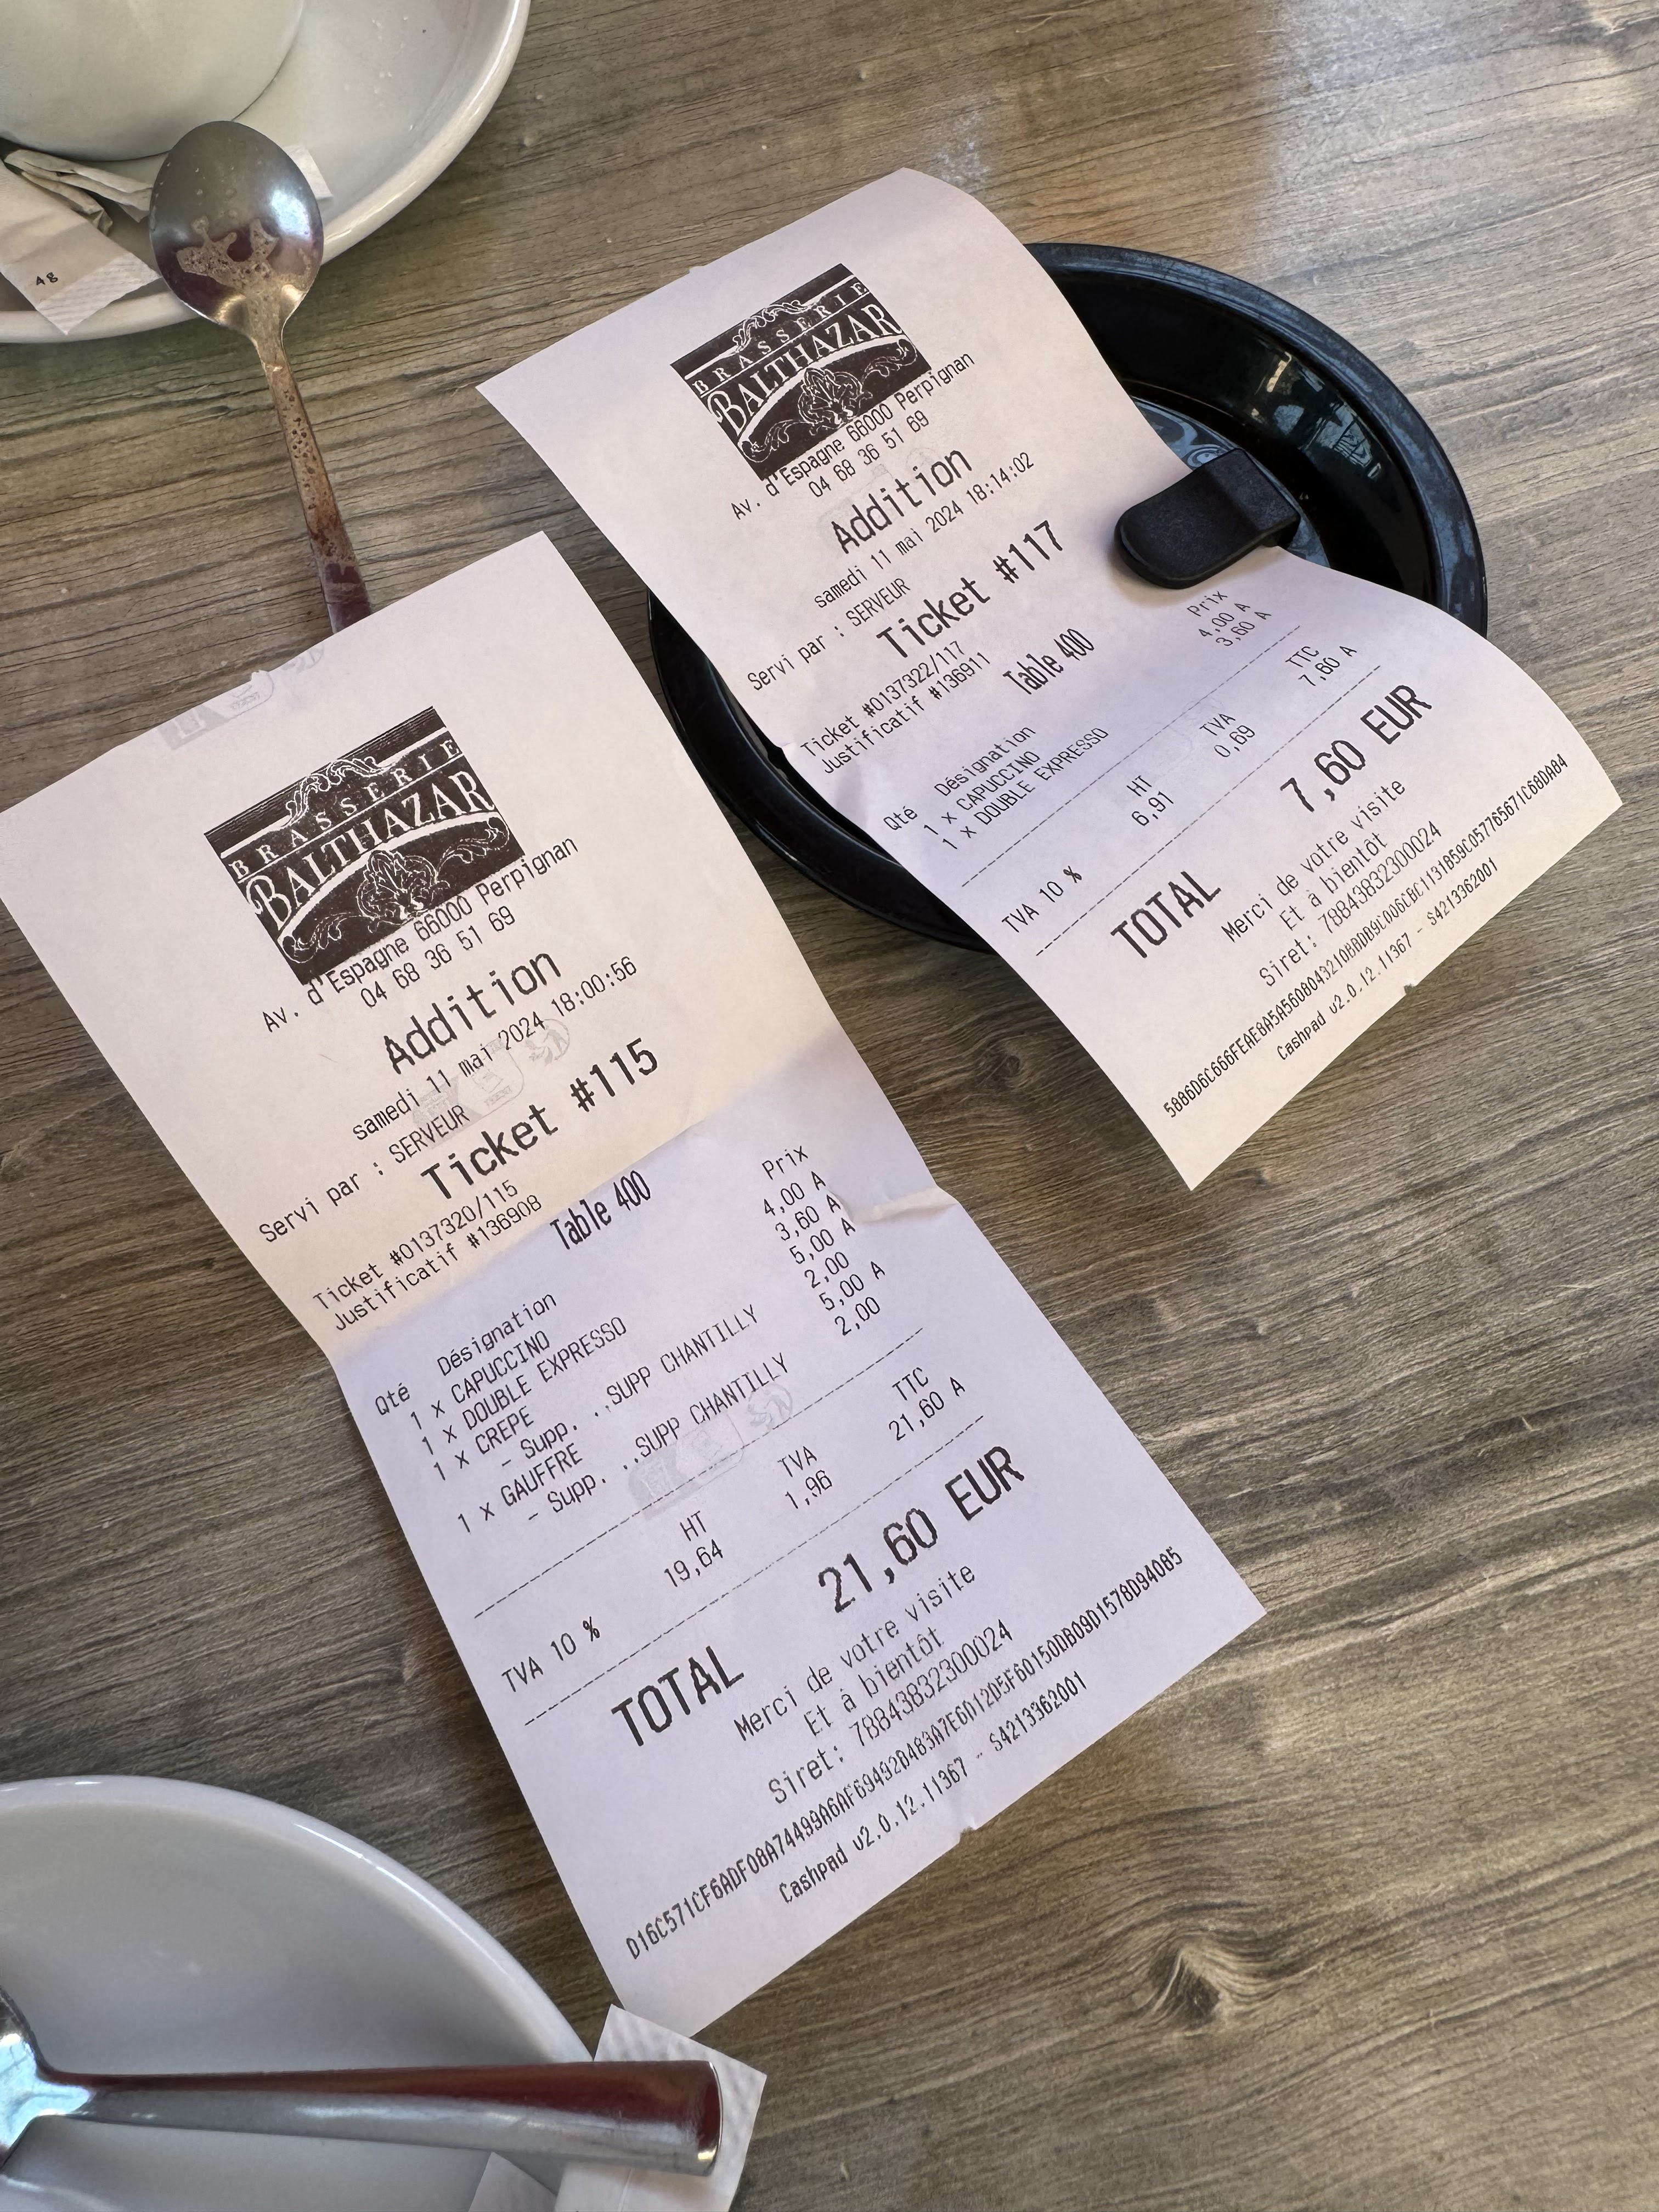 4g
BRASSERIE
BALTHAZAR
Av. d'Espagne 66000 Perpignan
04 68 36 51 69
Addition
samedi 11 mai 2024 18:14:02
Servi par : SERVEUR
Ticket #117
Ticket #0137322/117
Justificatif #136911
Table 400
Qté Désignation Prix
1 x CAPUCCINO 4,00 A
1 x DOUBLE EXPRESSO 3,60 A
HT TVA TTC
TVA 10 % 6,91 0,69 7,60 A
TOTAL 7,60 EUR
Merci de votre visite
Et à bientôt
Siret: 78843832300024
Cashpad v2.0.12.11367 - S4213362001
BRASSERIE
BALTHAZAR
Av. d'Espagne 66000 Perpignan
04 68 36 51 69
Addition
samedi 11 mai 2024 18:00:56
Servi par : SERVEUR
Ticket #115
Ticket #0137320/115
Justificatif #136908
Table 400
Qté Désignation Prix
1 x CAPUCCINO 4,00 A
1 x DOUBLE EXPRESSO 3,60 A
1 x CREPE 5,00 A
- Supp. ..SUPP CHANTILLY 2,00
1 x GAUFFRE 5,00 A
- Supp. ..SUPP CHANTILLY 2,00
HT TVA TTC
TVA 10 % 19,64 1,96 21,60 A
TOTAL 21,60 EUR
Merci de votre visite
Et à bientôt
Siret: 78843832300024
Cashpad v2.0.12.11367 - S4213362001